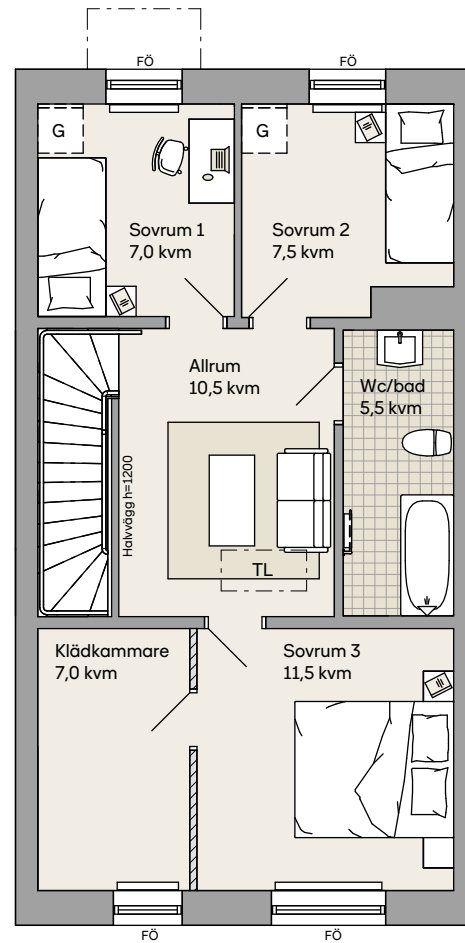 FÖ
FÖ
G
G
Sovrum 1
7,0 kvm
Sovrum 2
7,5 kvm
Allrum
10,5 kvm
Wc/bad
5,5 kvm
Halvvägg h=1200
TL
Klädkammare
7,0 kvm
Sovrum 3
11,5 kvm
FÖ
FÖ